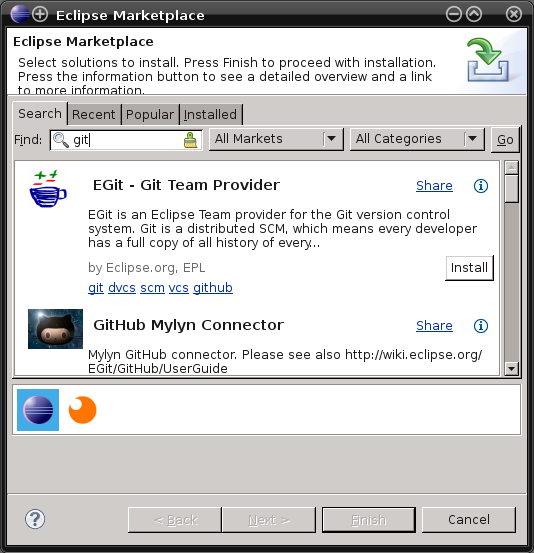 Eclipse Marketplace
Eclipse Marketplace
Select solutions to install. Press Finish to proceed with installation.
Press the information button to see a detailed overview and a link
to more information.
Search Recent Popular Installed
Find: git All Markets All Categories Go
EGit - Git Team Provider Share
EGit is an Eclipse Team provider for the Git version control
system. Git is a distributed SCM, which means every developer
has a full copy of all history of every...
by Eclipse.org, EPL Install
git dvcs scm vcs github
GitHub Mylyn Connector Share
Mylyn GitHub connector. Please see also http://wiki.eclipse.org/
EGit/GitHub/UserGuide
< Back Next > Finish Cancel